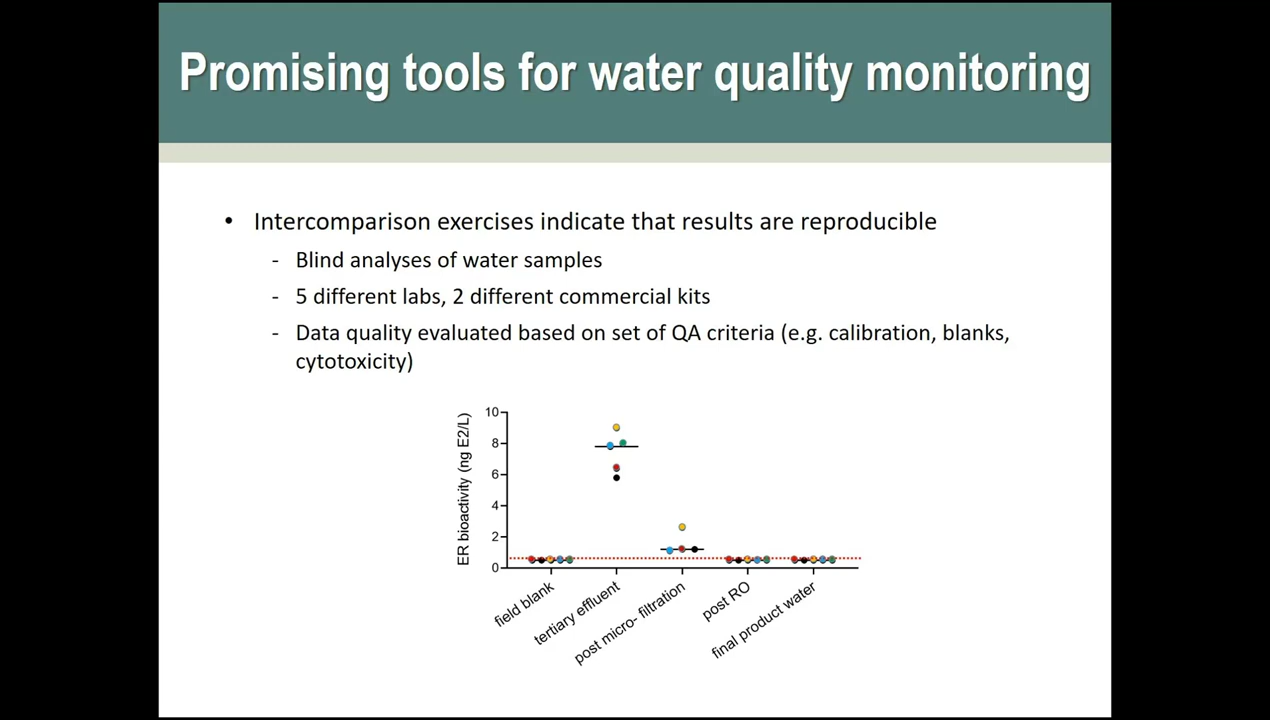 Promising tools for water quality monitoring
• Intercomparison exercises indicate that results are reproducible
- Blind analyses of water samples
- 5 different labs, 2 different commercial kits
- Data quality evaluated based on set of QA criteria (e.g. calibration, blanks,
cytotoxicity)
ER bioactivity (ng E2/L)
10
8
6
4
2
0
field blank
tertiary effluent
post micro- filtration
post RO
final product water